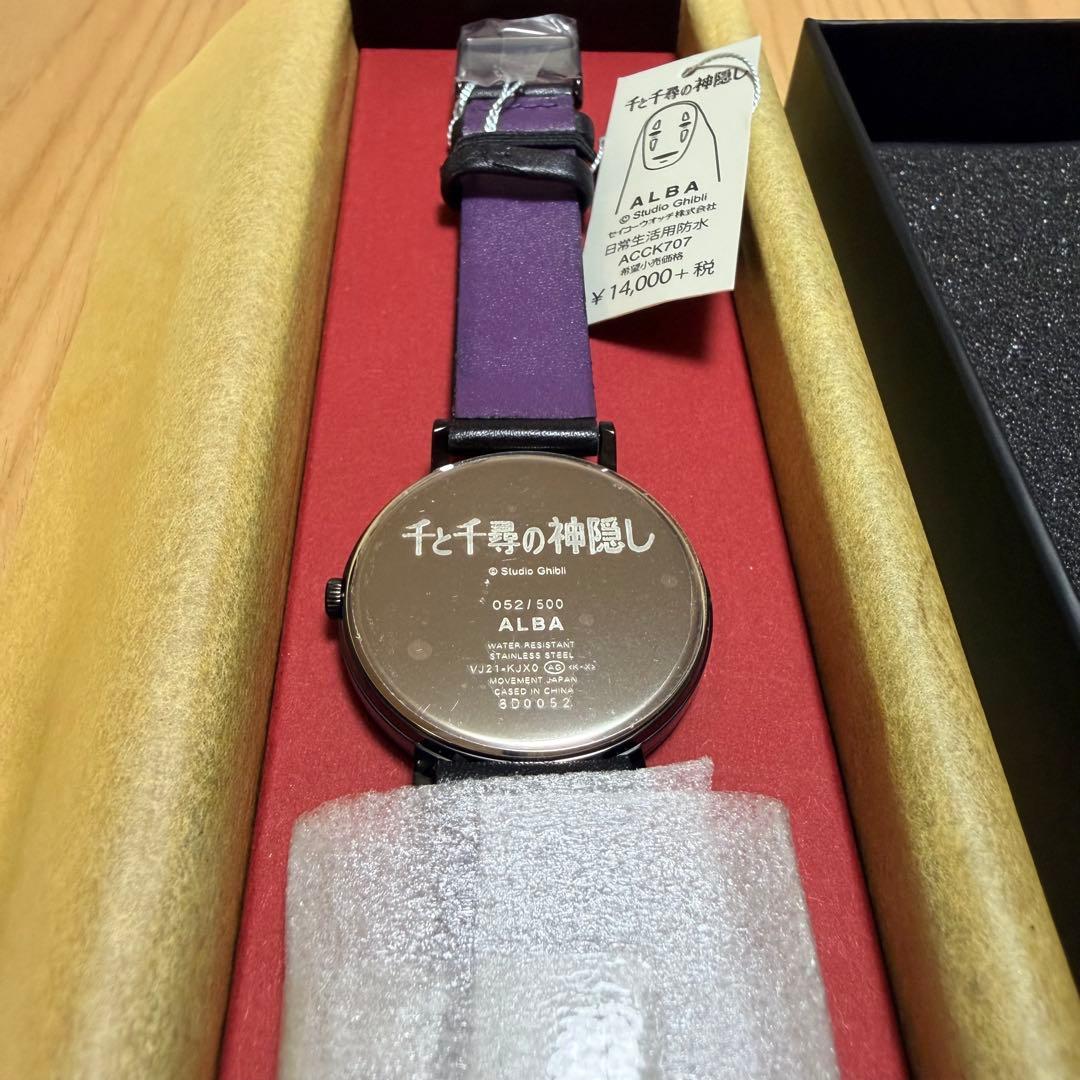 千と千尋の神隠し
ALBA
© Studio Ghibli
セイコーウオッチ株式会社
日常生活用防水
ACCK707
希望小売価格
¥14,000+税
千と千尋の神隠し
© Studio Ghibli
052/500
ALBA
WATER RESISTANT
STAINLESS STEEL
VJ21-KJX0 AG <K-X>
MOVEMENT JAPAN
CASED IN CHINA
8D0052